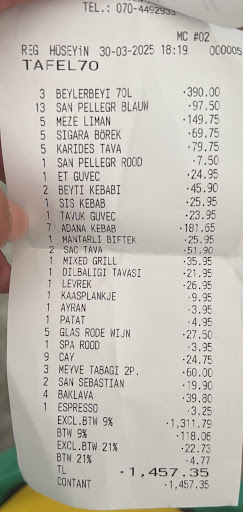 TEL.: 070-4492933
MC #02
REG HÜSEYiN 30-03-2025 18:19 000005
TAFEL70
3 BEYLERBEYI 70L ·390.00
13 SAN PELLEGR BLAUW ·97.50
5 MEZE LIMAN ·149.75
5 SIGARA BÖREK ·69.75
5 KARIDES TAVA ·79.75
1 SAN PELLEGR ROOD ·7.50
1 ET GUVEC ·24.95
2 BEYTI KEBABI ·45.90
1 SIS KEBAB ·25.95
1 TAVUK GUVEC ·23.95
7 ADANA KEBAB ·181.65
1 MANTARLI BIFTEK ·25.95
2 SAC TAVA ·51.90
1 MIXED GRILL ·35.95
1 DILBALIGI TAVASI ·21.95
1 LEVREK ·26.95
1 KAASPLANKJE ·9.95
1 AYRAN ·3.95
1 PATAT ·4.95
5 GLAS RODE WIJN ·27.50
1 SPA ROOD ·3.95
9 CAY ·24.75
3 MEYVE TABAGI 2P. ·60.00
2 SAN SEBASTIAN ·19.90
4 BAKLAVA ·39.80
1 ESPRESSO ·3.25
EXCL.BTW 9% ·1,311.79
BTW 9% ·118.06
EXCL.BTW 21% ·22.73
BTW 21% ·4.77
TL ·1,457.35
CONTANT ·1,457.35